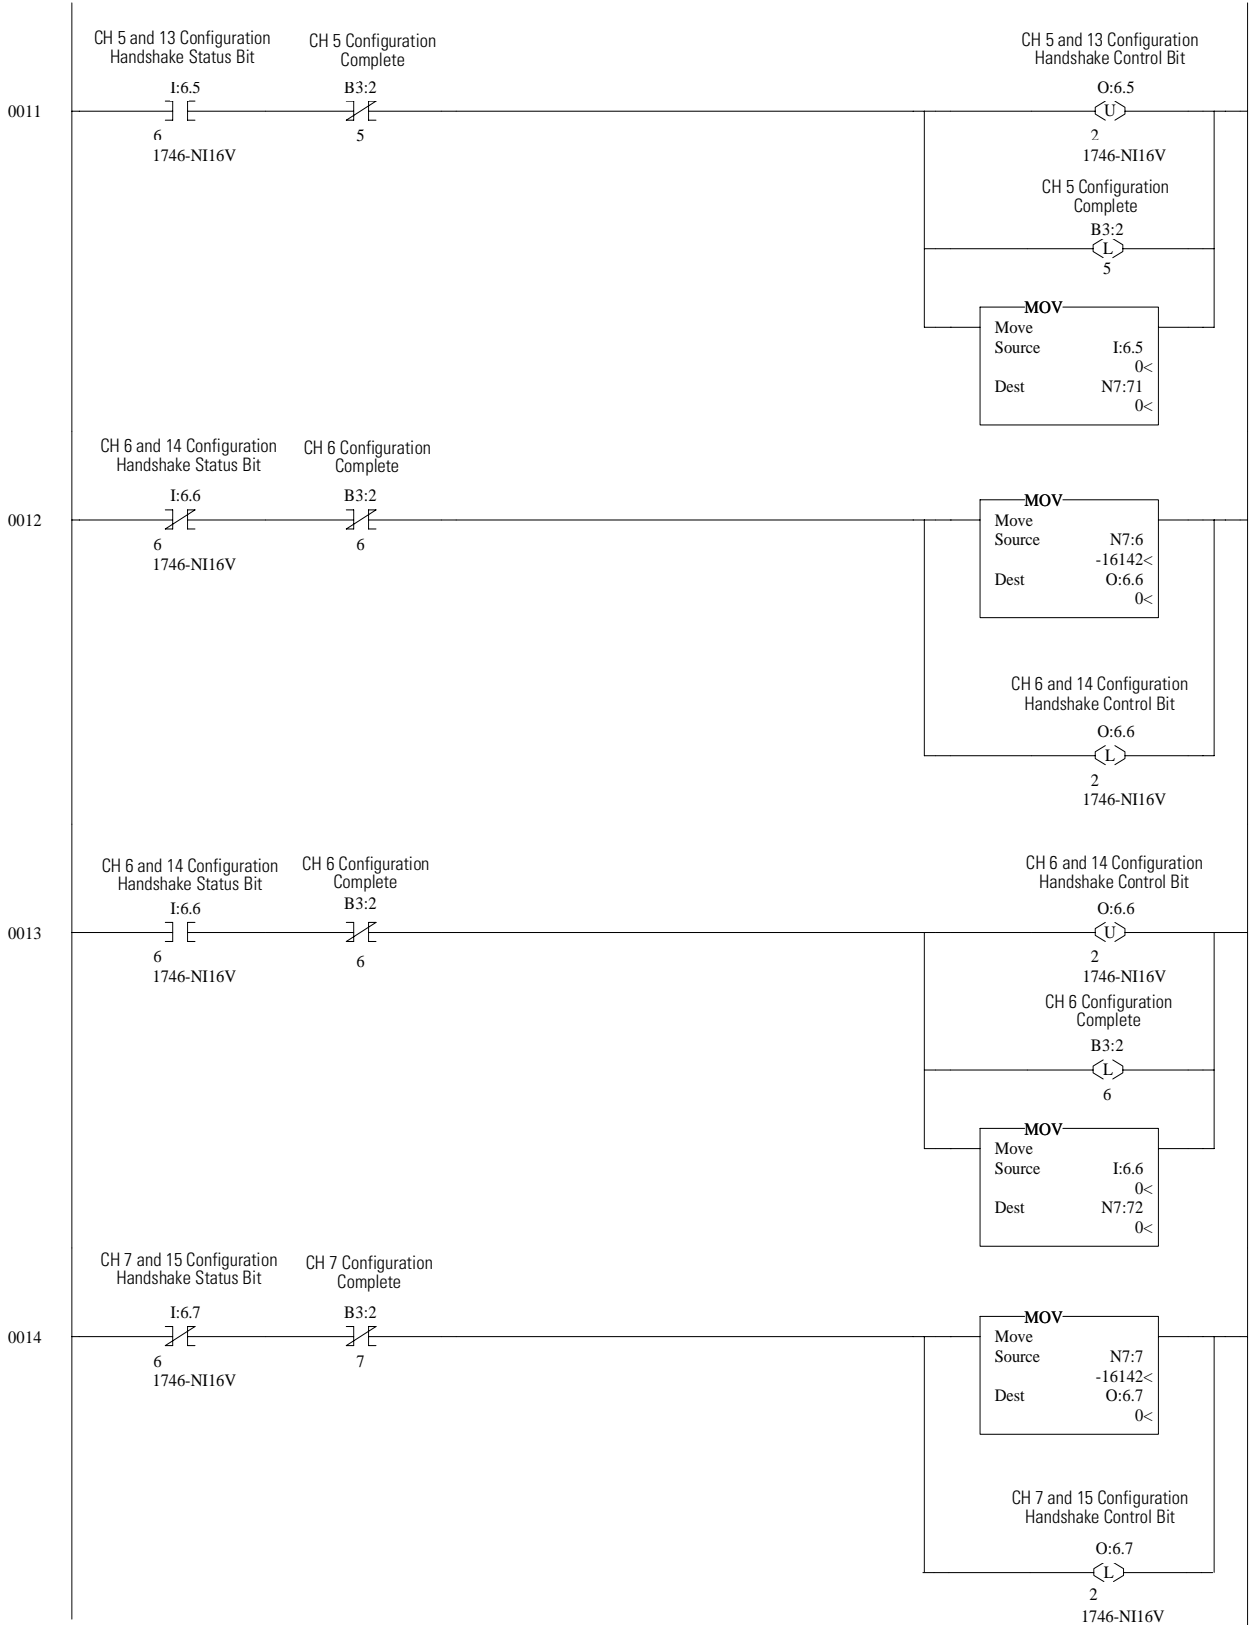 CH 5 and 13 Configuration
Handshake Status Bit
CH 5 Configuration
Complete
CH 5 and 13 Configuration
Handshake Control Bit
I:6.5
B3:2
O:6.5
0011
U
6
5
2
1746-NI16V
1746-NI16V
CH 5 Configuration
Complete
B3:2
L
5
MOV
Move
Source I:6.5
0<
Dest N7:71
0<
CH 6 and 14 Configuration
Handshake Status Bit
CH 6 Configuration
Complete
I:6.6
B3:2
0012
6
6
1746-NI16V
MOV
Move
Source N7:6
-16142<
Dest O:6.6
0<
CH 6 and 14 Configuration
Handshake Control Bit
O:6.6
L
2
1746-NI16V
CH 6 and 14 Configuration
Handshake Status Bit
CH 6 Configuration
Complete
CH 6 and 14 Configuration
Handshake Control Bit
I:6.6
B3:2
O:6.6
0013
U
6
6
2
1746-NI16V
1746-NI16V
CH 6 Configuration
Complete
B3:2
L
6
MOV
Move
Source I:6.6
0<
Dest N7:72
0<
CH 7 and 15 Configuration
Handshake Status Bit
CH 7 Configuration
Complete
I:6.7
B3:2
0014
6
7
1746-NI16V
MOV
Move
Source N7:7
-16142<
Dest O:6.7
0<
CH 7 and 15 Configuration
Handshake Control Bit
O:6.7
L
2
1746-NI16V